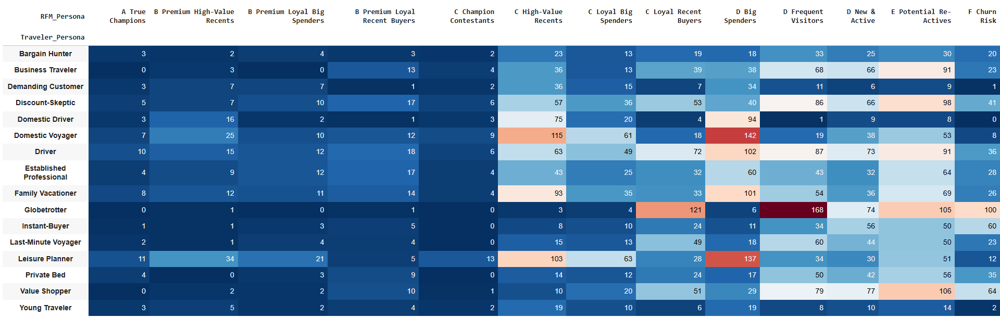 RFM_Persona A True Champions B Premium High-Value Recents B Premium Loyal Big Spenders B Premium Loyal Recent Buyers C Champion Contestants C High-Value Recents C Loyal Big Spenders C Loyal Recent Buyers D Big Spenders D Frequent Visitors D New & Active E Potential Re-Actives F Churn Risk
Traveler_Persona
Bargain Hunter 3 2 4 3 2 23 13 19 18 33 25 30 20
Business Traveler 0 3 0 13 4 36 13 39 38 68 66 91 23
Demanding Customer 3 7 7 1 2 36 15 7 34 11 6 9 1
Discount-Skeptic 5 7 10 17 6 57 36 53 40 86 66 98 41
Domestic Driver 3 16 2 1 3 75 20 4 94 1 9 8 0
Domestic Voyager 7 25 10 12 9 115 61 18 142 19 38 53 8
Driver 10 15 12 18 6 63 49 72 102 87 73 91 36
Established Professional 4 9 12 17 4 43 25 32 60 43 32 64 28
Family Vacationer 8 12 11 14 4 93 35 33 101 54 36 69 26
Globetrotter 0 1 0 1 0 3 4 121 6 168 74 105 100
Instant-Buyer 1 1 3 5 0 8 10 24 11 34 56 50 60
Last-Minute Voyager 2 1 4 4 0 15 13 49 18 60 44 50 23
Leisure Planner 11 34 21 5 13 103 63 28 137 34 30 51 12
Private Bed 4 0 3 9 0 14 12 24 17 50 42 56 35
Value Shopper 0 2 2 10 1 10 20 51 29 79 77 106 64
Young Traveler 3 5 2 4 2 19 10 6 19 8 10 14 2